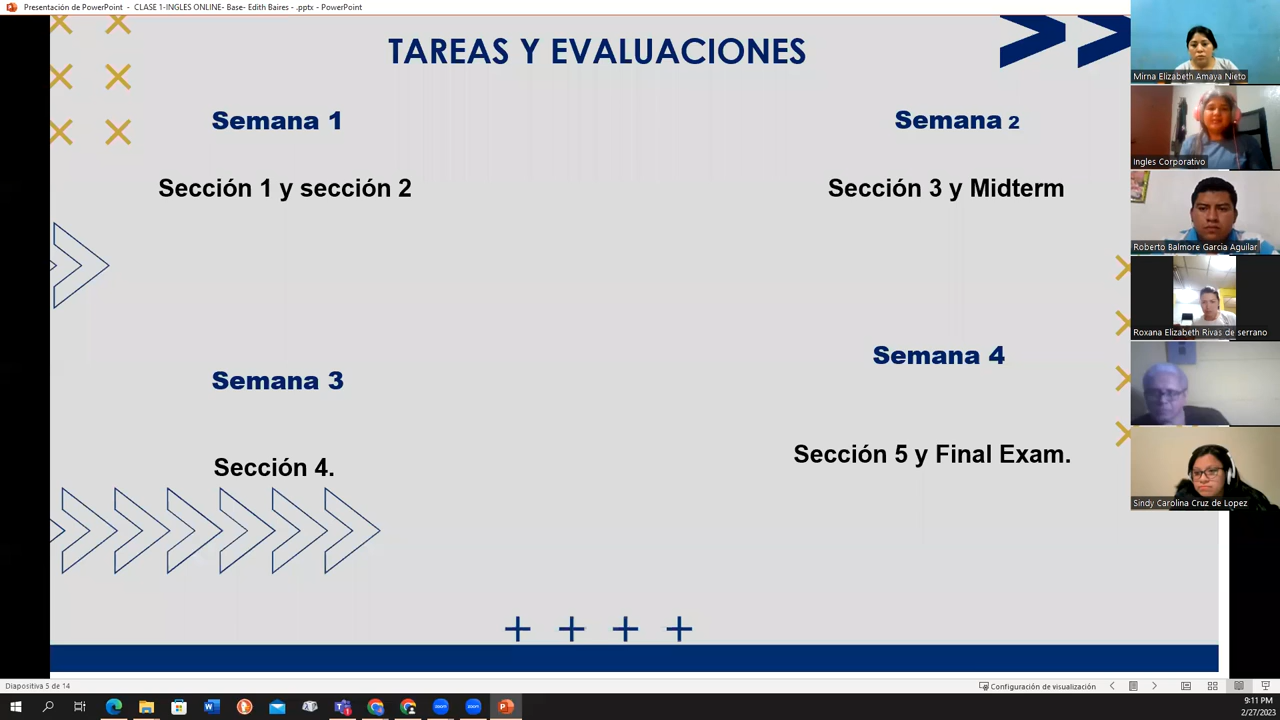 Presentación de PowerPoint - CLASE 1-INGLES ONLINE- Base- Edith Baires - .pptx - PowerPoint
TAREAS Y EVALUACIONES
Semana 1
Semana 2
Sección 1 y sección 2
Sección 3 y Midterm
Semana 3
Semana 4
Sección 4.
Sección 5 y Final Exam.
Mirna Elizabeth Amaya Nieto
Ingles Corporativo
Roberto Balmore Garcia Aguilar
Roxana Elizabeth Rivas de serrano
Sindy Carolina Cruz de Lopez
Diapositiva 5 de 14
Configuración de visualización
9:11 PM
2/27/2023